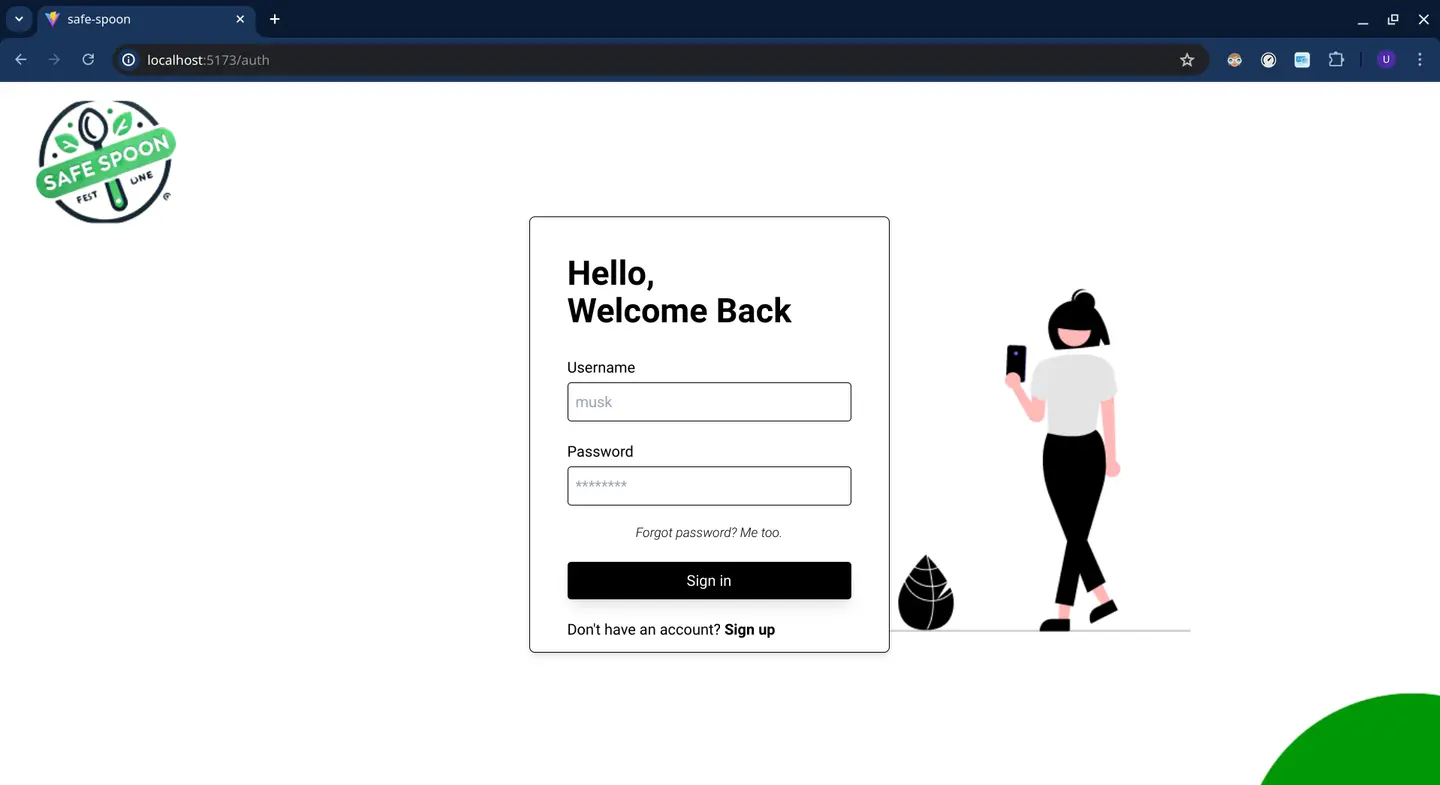 safe-spoon
localhost:5173/auth
U
SAFE SPOON
FEST UNE
Hello,
Welcome Back
Username
musk
Password
********
Forgot password? Me too.
Sign in
Don't have an account? Sign up